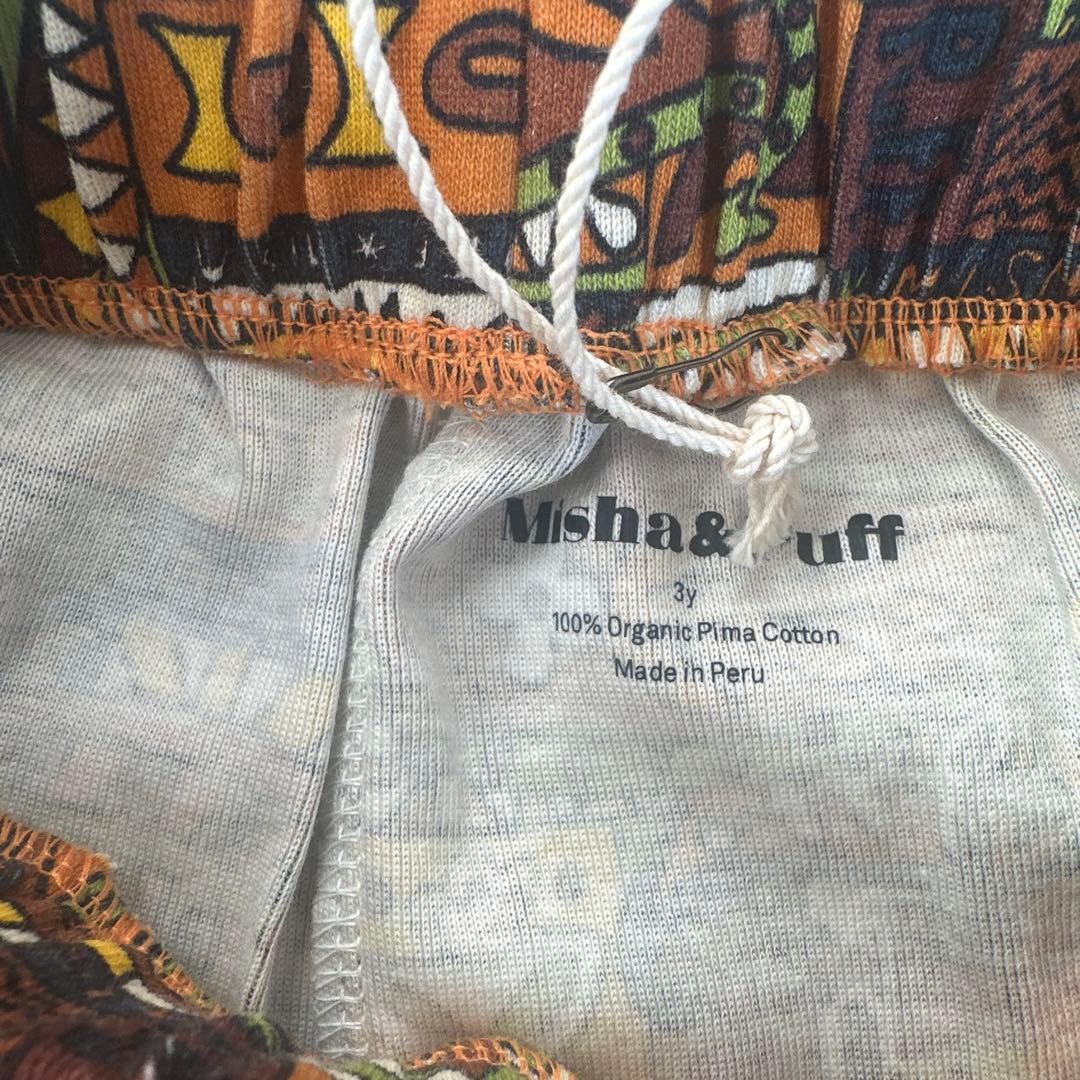 Misha& uff
3y
100% Organic Pima Cotton
Made in Peru